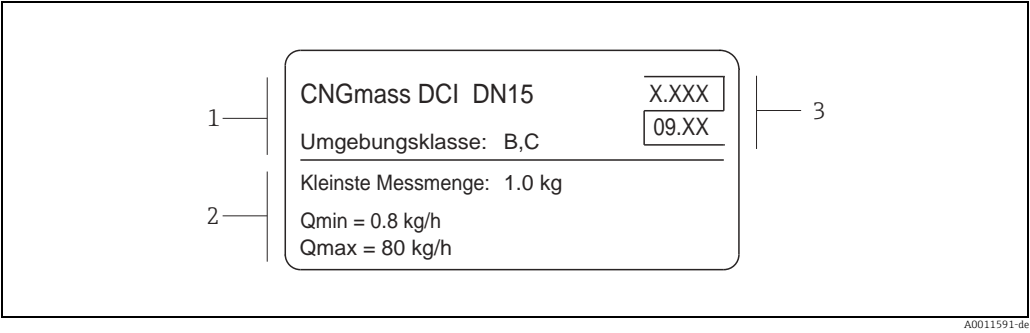 CNGmass DCI DN15
X.XXX
1
3
09.XX
Umgebungsklasse: B,C
Kleinste Messmenge: 1.0 kg
2
Qmin = 0.8 kg/h
Qmax = 80 kg/h
A0011591-de